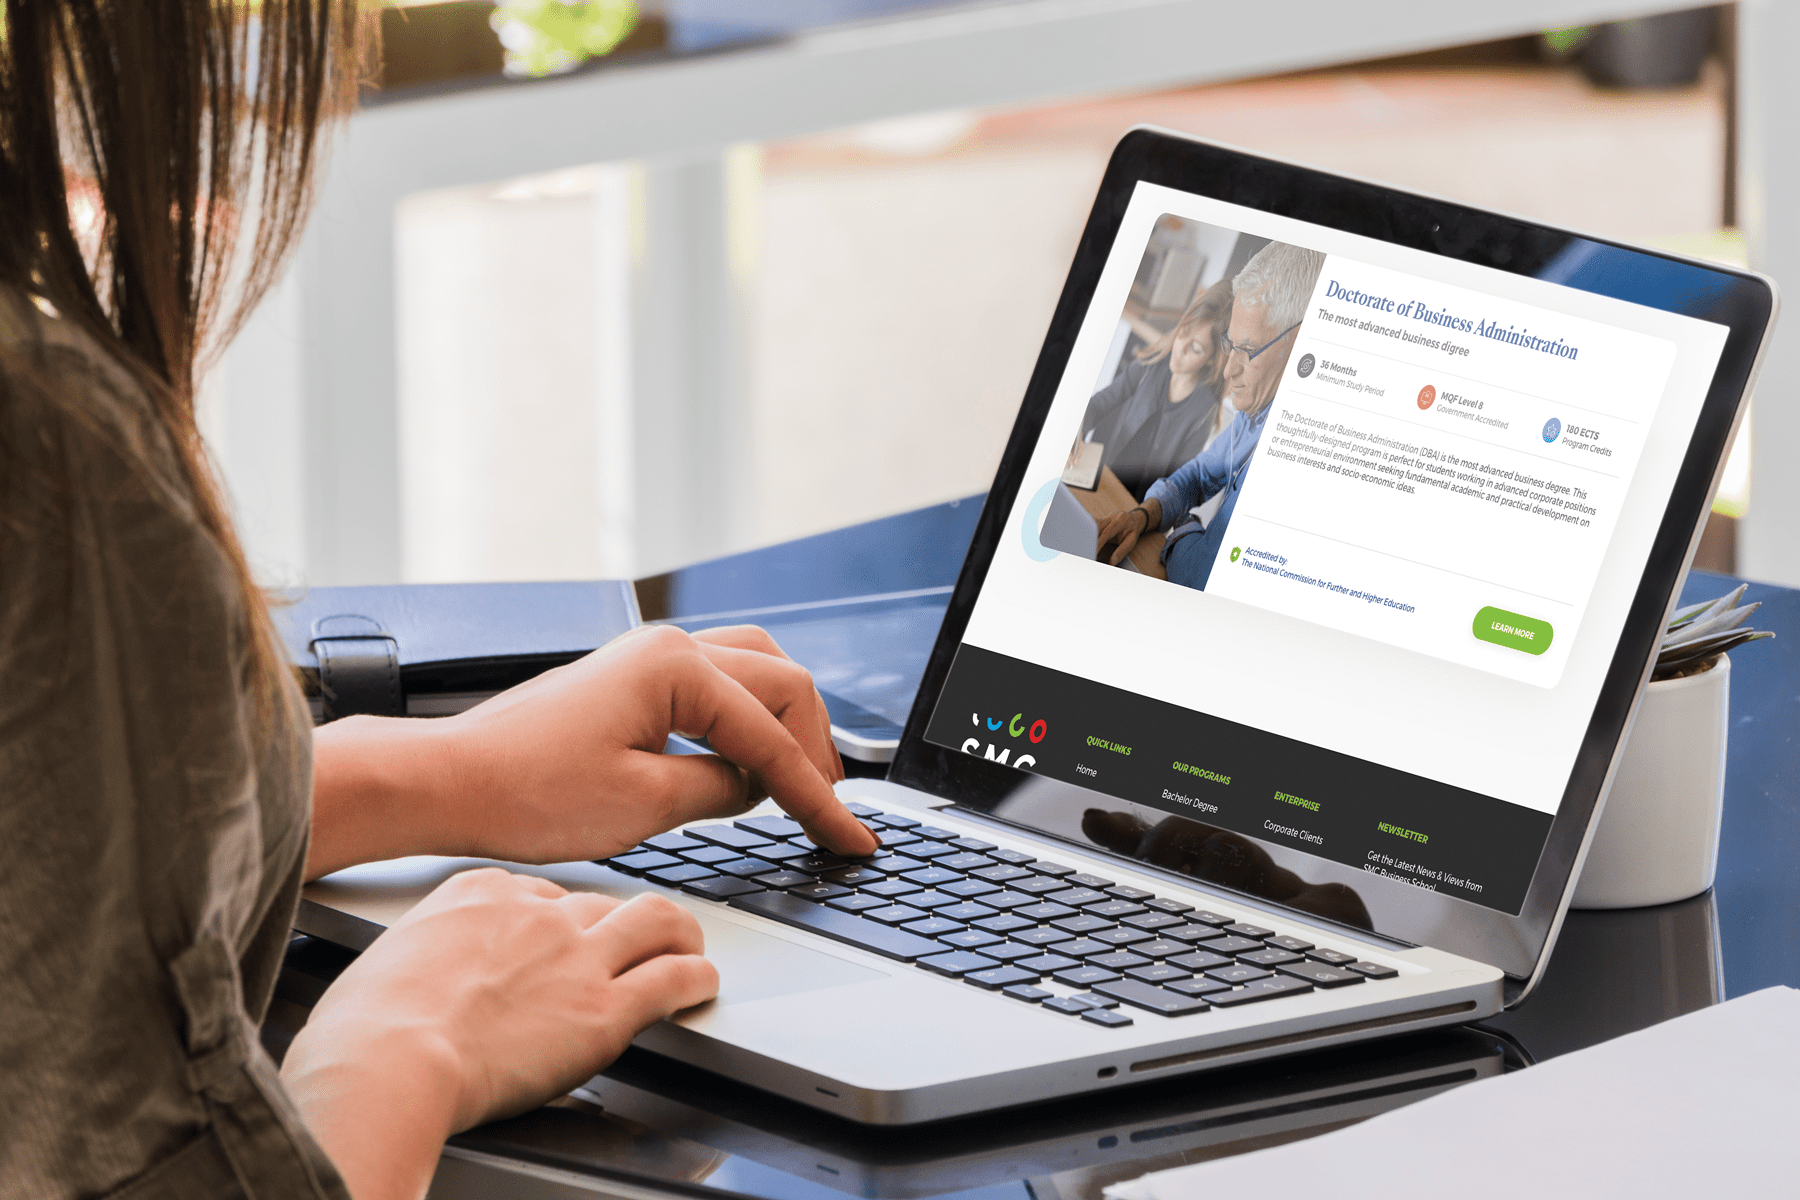 Doctorate of Business Administration
The most advanced business digree
36 Months
Minimum Study Period
MQF Level 8
Government Accredited
180 ECTS
Program Credits
The Doctorate of Business Administration (DBA) is the most advanced business degree. This
thoughtfully-designed program is perfect for students working in advanced corporate positions
or entrepreneurial environment seeking fundamental academic and practical development on
business interests and socio-economic ideas.
Accredited by:
The National Commission for Further and Higher Education
LEARN MORE
SMC
QUICK LINKS
Home
OUR PROGRAMS
Bachelor Degree
ENTERPRISE
Corporate Clients
NEWSLETTER
Get the Latest News & Views from
SMC Business School